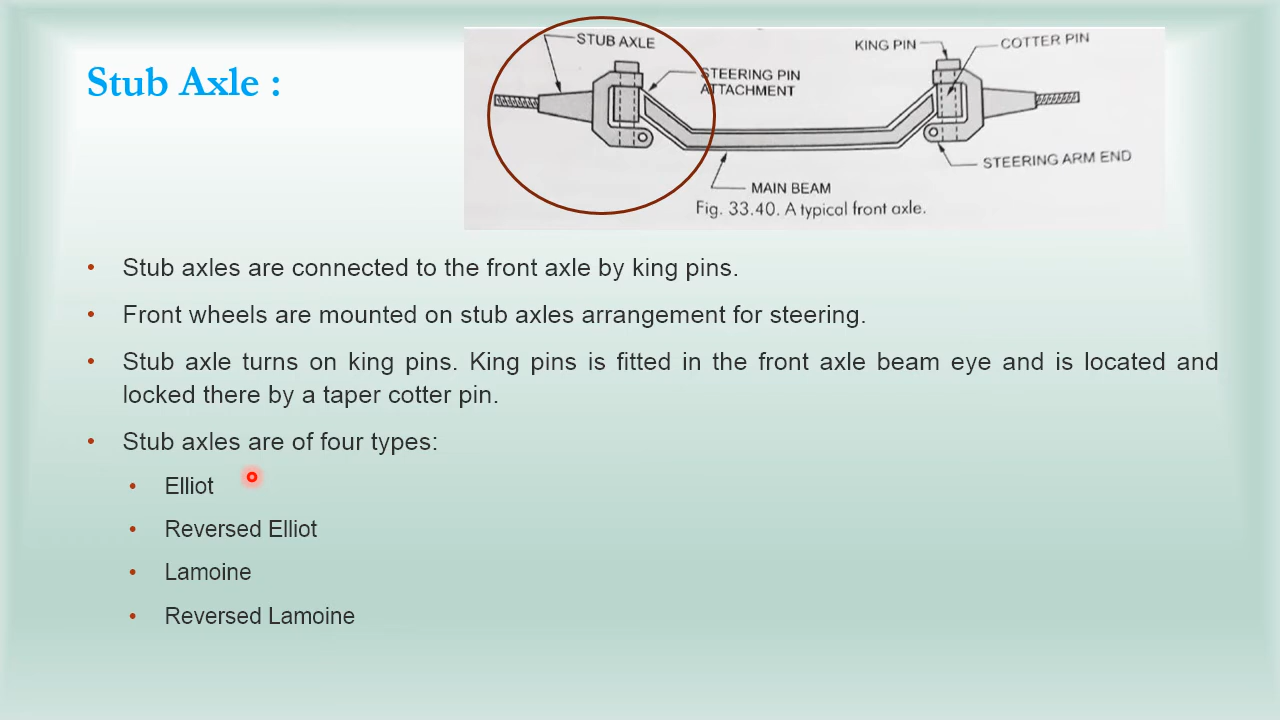 Stub Axle :
STUB AXLE
STEERING PIN
ATTACHMENT
KING PIN
COTTER PIN
STEERING ARM END
MAIN BEAM
Fig. 33.40. A typical front axle.
• Stub axles are connected to the front axle by king pins.
• Front wheels are mounted on stub axles arrangement for steering.
• Stub axle turns on king pins. King pins is fitted in the front axle beam eye and is located and
locked there by a taper cotter pin.
• Stub axles are of four types:
• Elliot
• Reversed Elliot
• Lamoine
• Reversed Lamoine